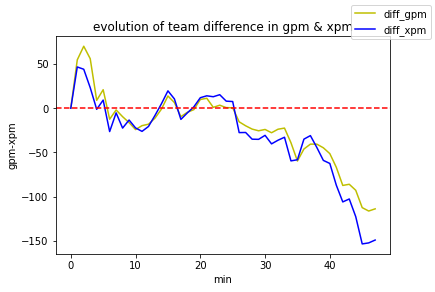 evolution of team difference in gpm & xpm
diff_gpm
diff_xpm
gpm-xpm
50
0
−50
−100
−150
0
10
20
30
40
min